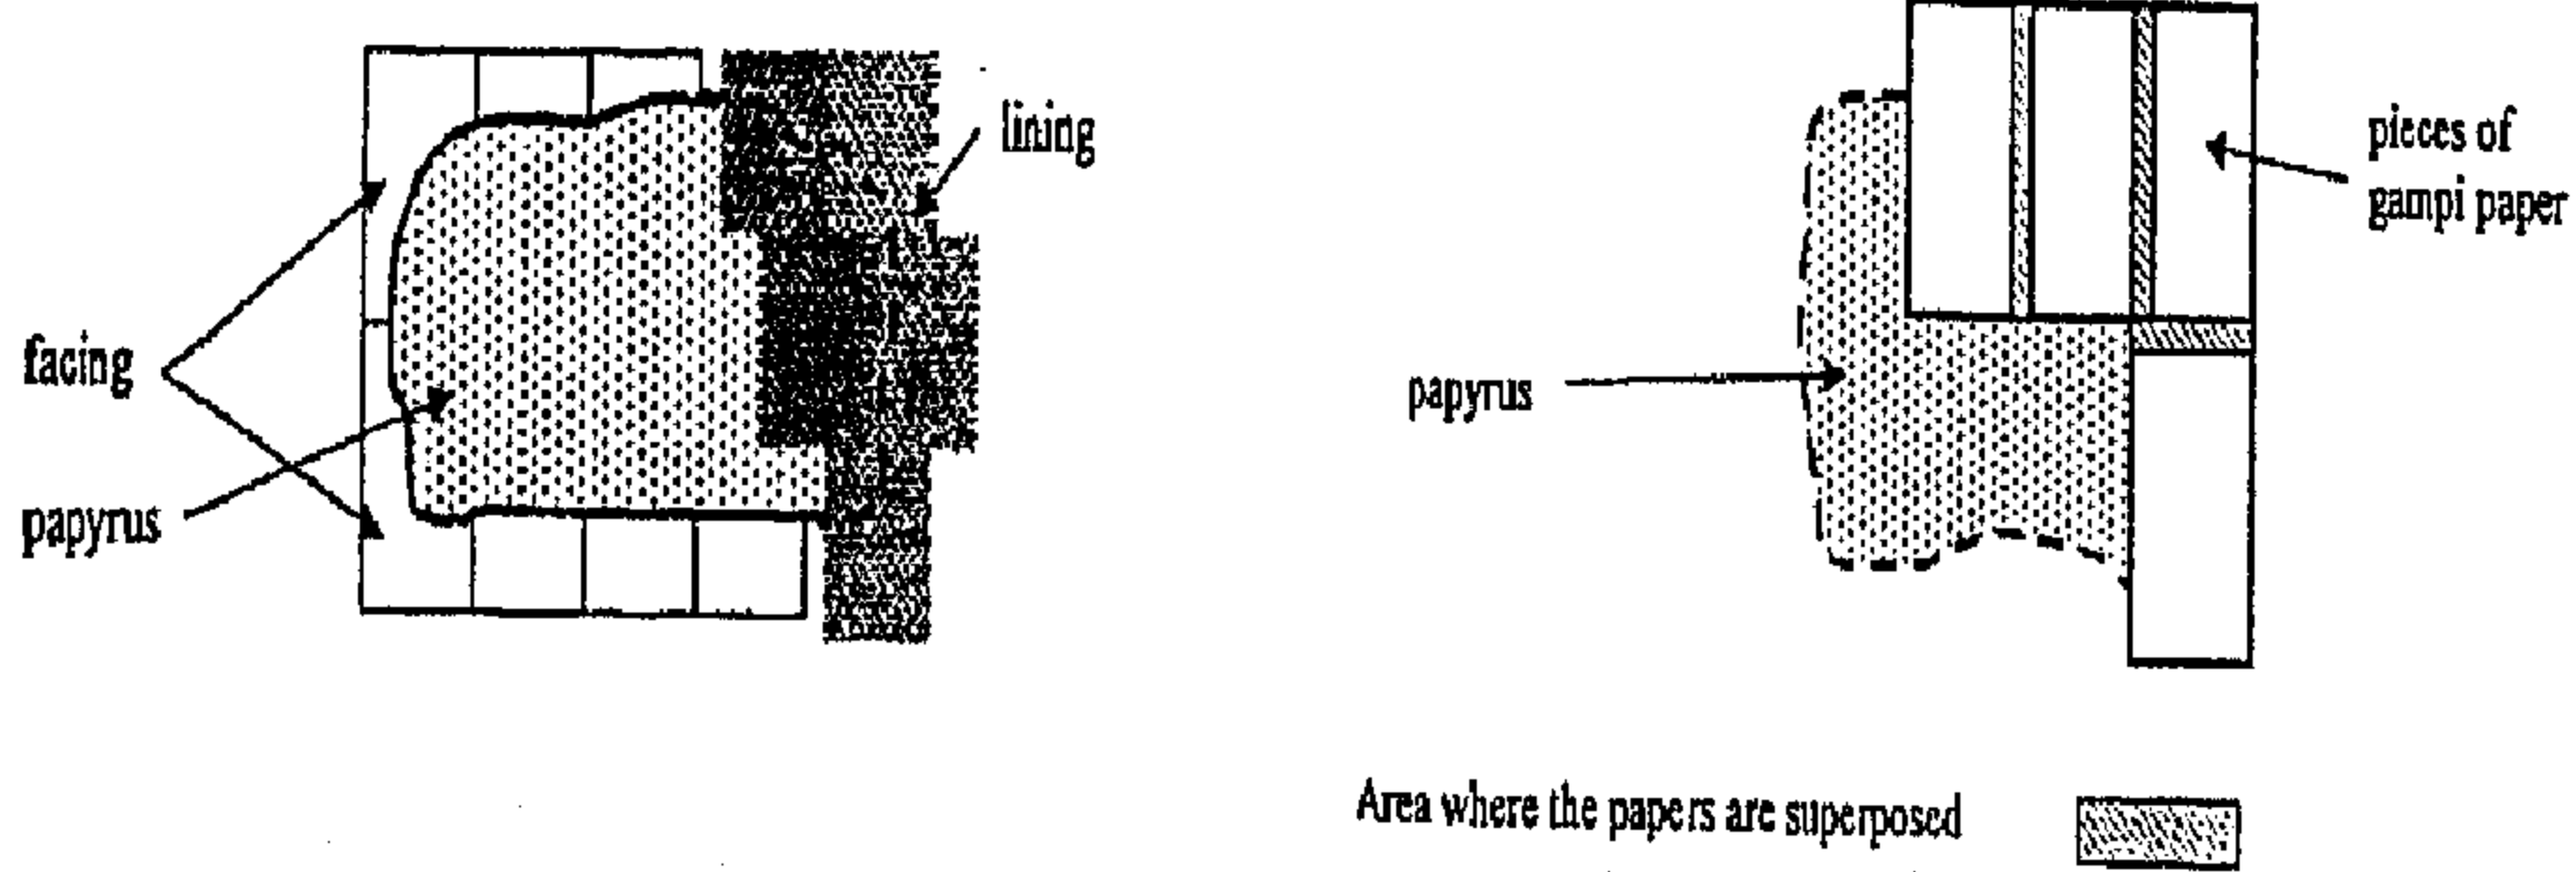 lining
facing
papyrus
pieces of
gampi paper
papyrus
Area where the papers are superposed